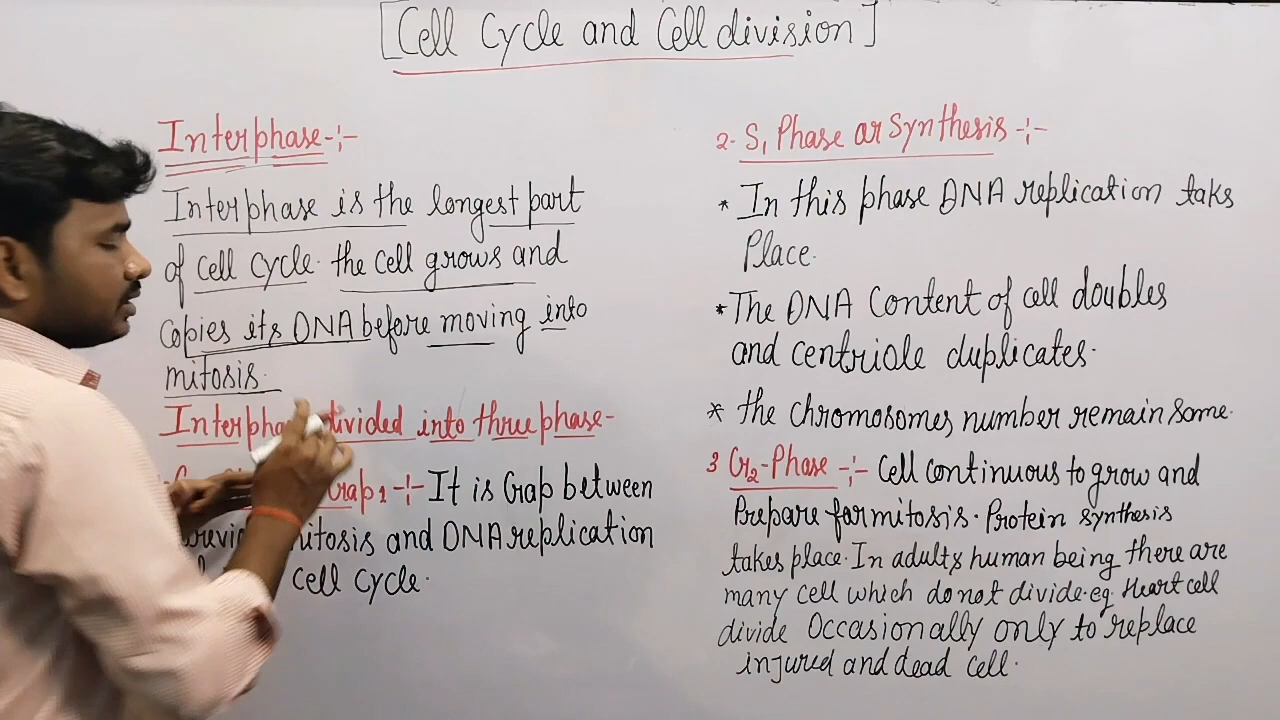 [Cell Cycle and Cell division]
Interphase-:-
Interphase is the longest part
of cell cycle. the cell grows and
copies its DNA before moving into
mitosis.
divided into three phase-
Gap 1-:- It is Gap between
mitosis and DNA replication
cell cycle.
2- S, Phase or Synthesis -:-
* In this phase DNA replication taks
Place.
* The DNA Content of cell doubles
and centriole duplicates.
* the chromosomes number remain some.
3 G2-Phase -:- Cell continuous to grow and
Prepare for mitosis. Protein synthesis
takes place. In adults human being there are
many cell which do not divide. eg. Heart cell
divide Occasionally only to replace
injured and dead cell.